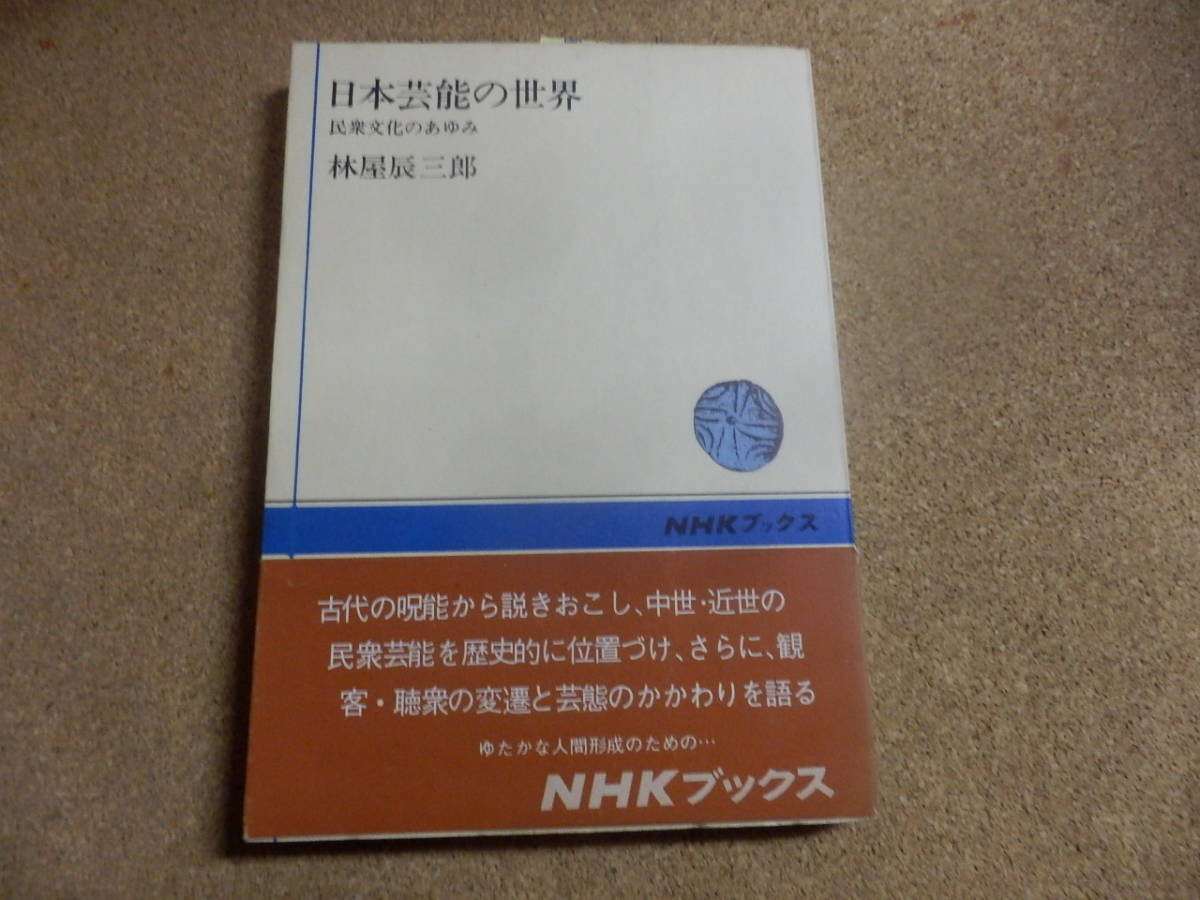 日本芸能の世界
民衆文化のあゆみ
林屋辰三郎
NHKブックス
古代の呪能から説きおこし、中世・近世の
民衆芸能を歴史的に位置づけ、さらに、観
客・聴衆の変遷と芸態のかかわりを語る
ゆたかな人間形成のための…
NHKブックス